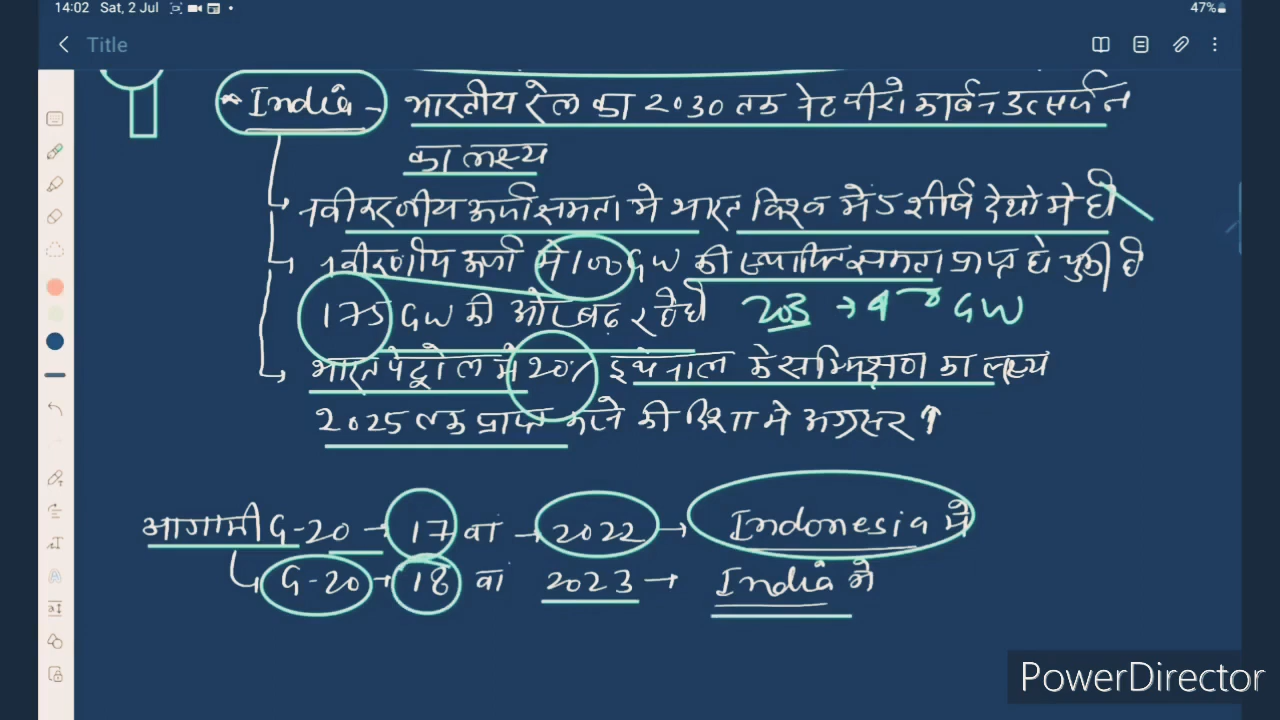 14:02 Sat, 2 Jul 47%
Title
* India - भारतीय रेल का 2030 तक नेट जीरो कार्बन उत्सर्जन
का लक्ष्य
नवीकरणीय ऊर्जा क्षमता मे भारत विश्व में 5 शीर्ष देशो मे है
नवीकरणीय ऊर्जा मे 100 GW की स्थापित क्षमता प्राप्त हो चुकी है
175 GW की ओर बढ़ रहे है 203 → GW
भारत पेट्रोल मे 20% इथेनाल के सम्मिश्रण का लक्ष्य
2025 तक प्राप्त करने की दिशा मे अग्रसर ↑
आगामी G-20 → 17 वां → 2022 → Indonesia में
G-20 → 18 वां 2023 → India मे
PowerDirector